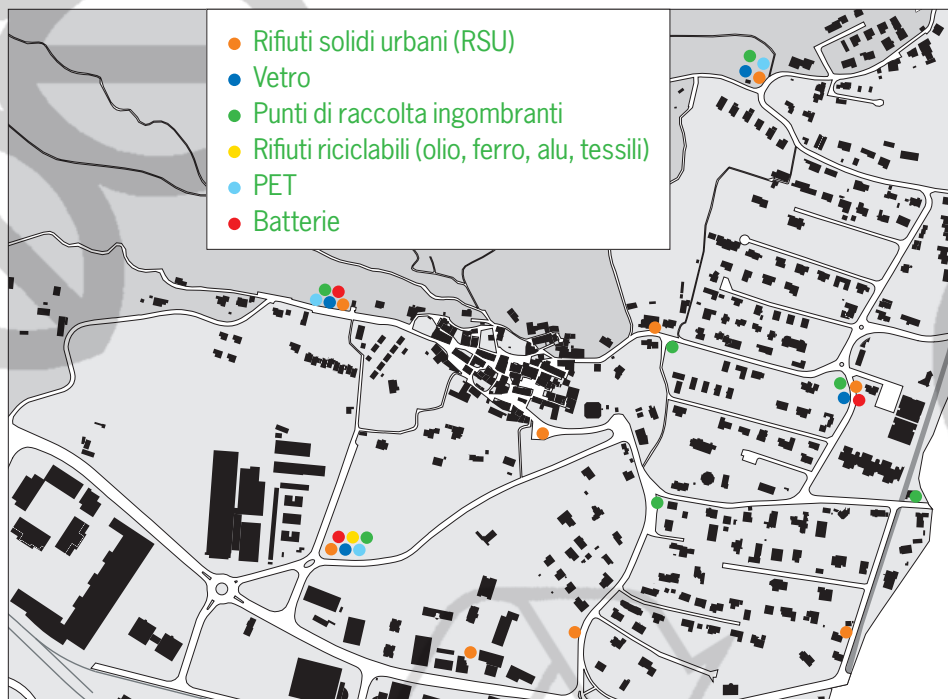 Rifiuti solidi urbani (RSU)
Vetro
Punti di raccolta ingombranti
Rifiuti riciclabili (olio, ferro, alu, tessili)
PET
Batterie